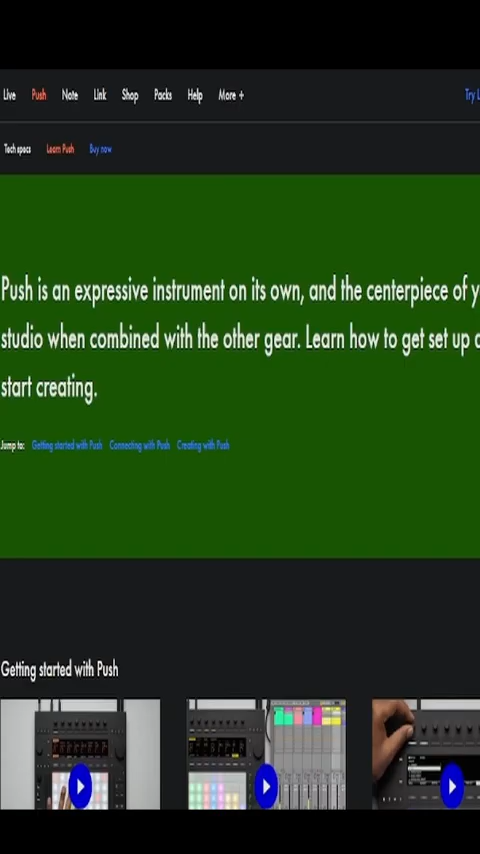 Live Push Note Link Shop Packs Help More + Try
Tech specs Learn Push Buy now
Push is an expressive instrument on its own, and the centerpiece of y
studio when combined with the other gear. Learn how to get set up
start creating.
Jump to: Getting started with Push Connecting with Push Creating with Push
Getting started with Push